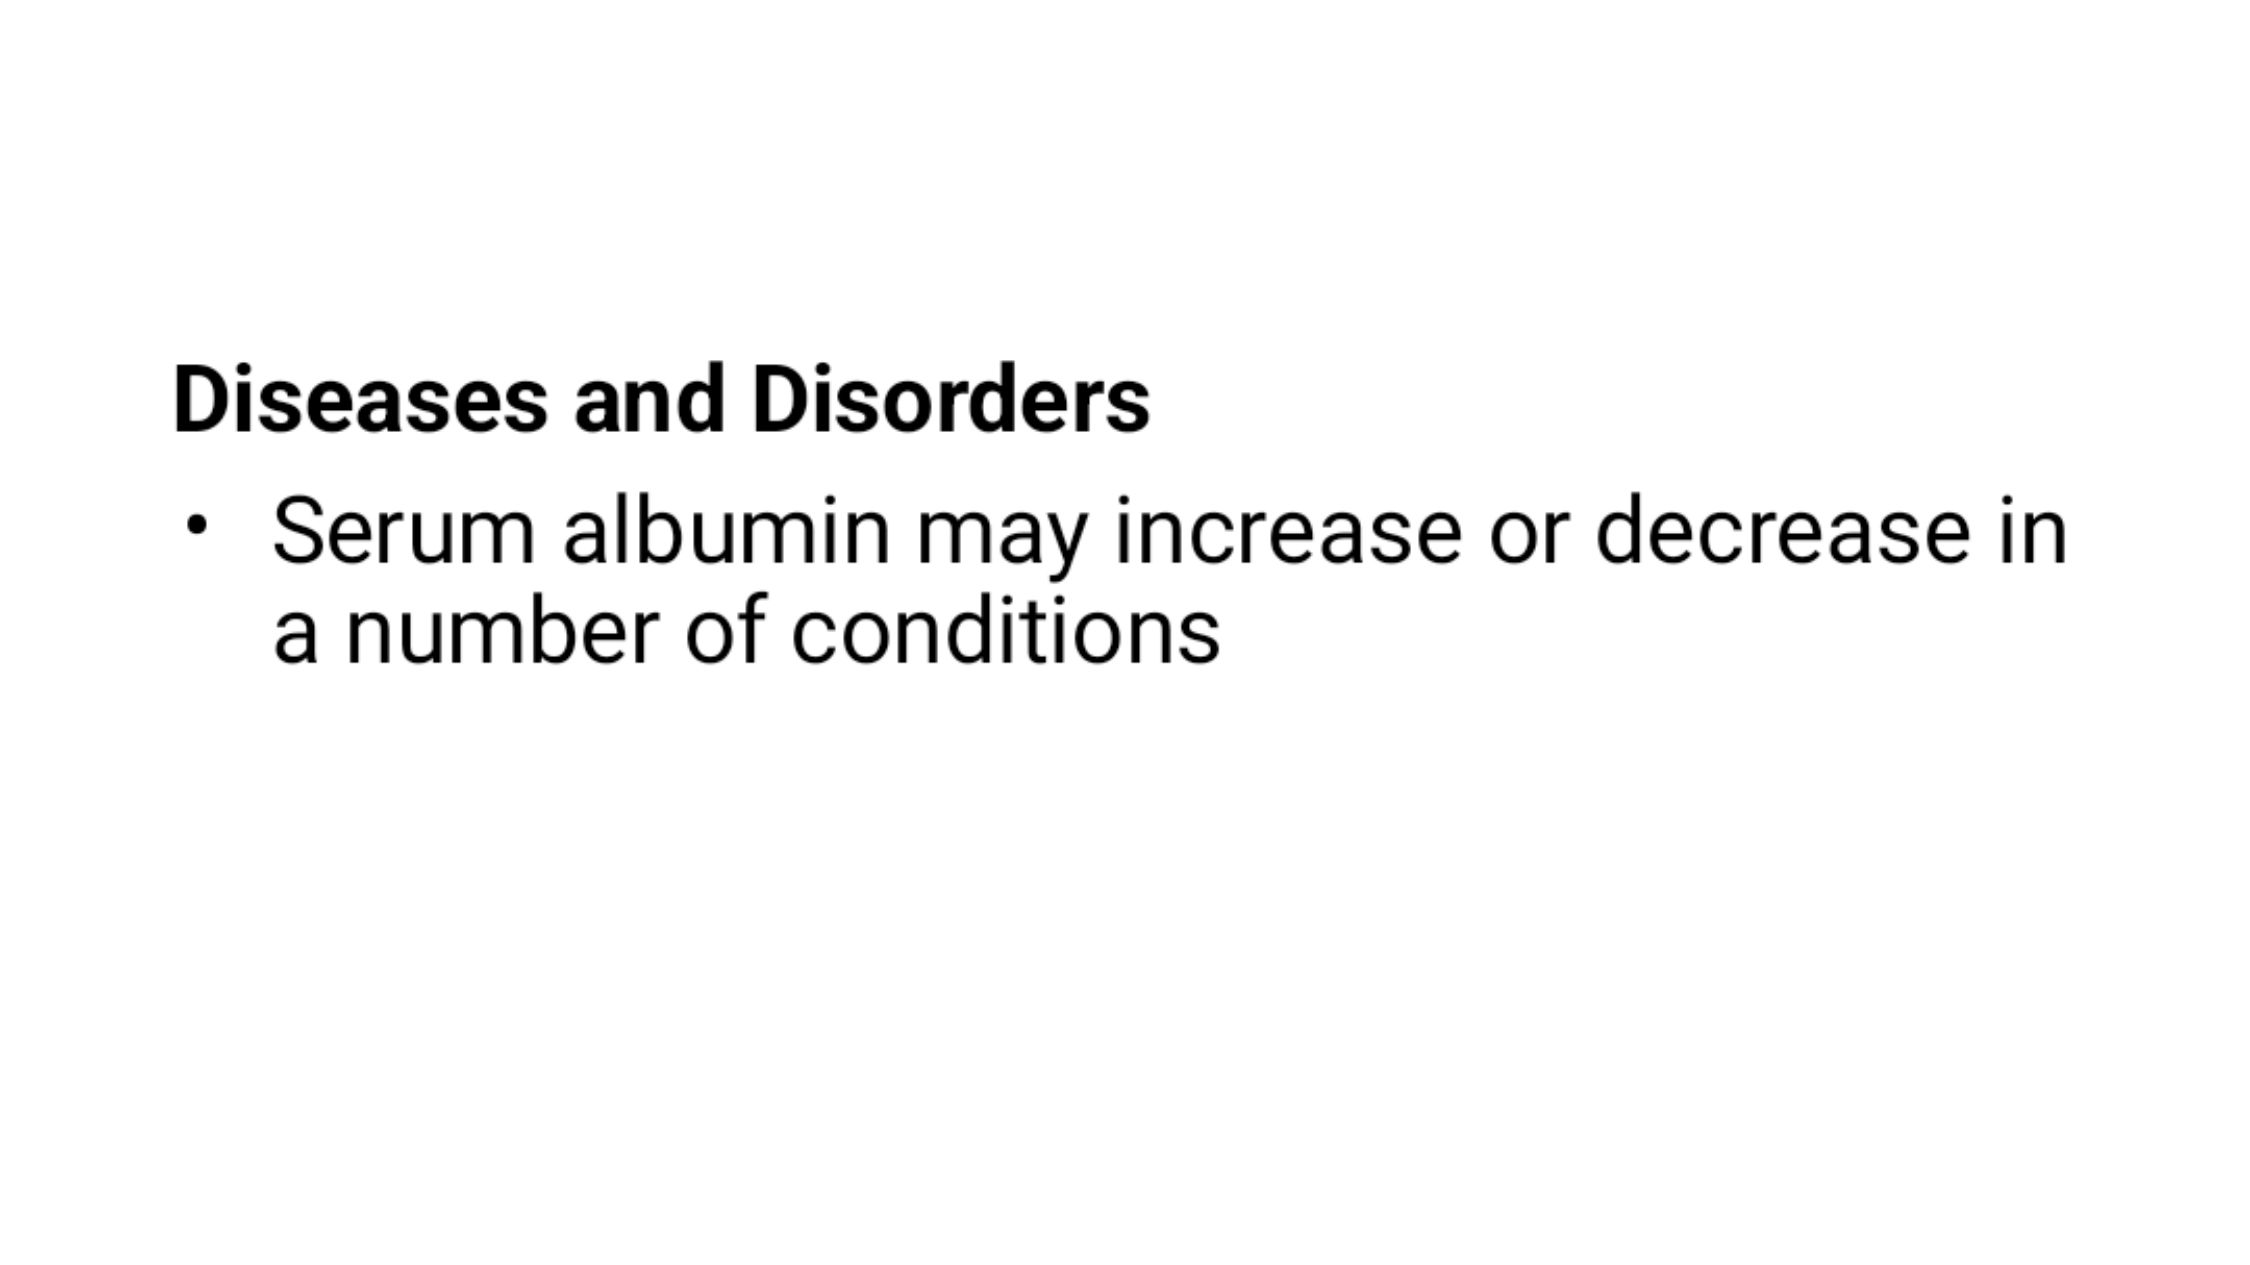 Diseases and Disorders
• Serum albumin may increase or decrease in
a number of conditions